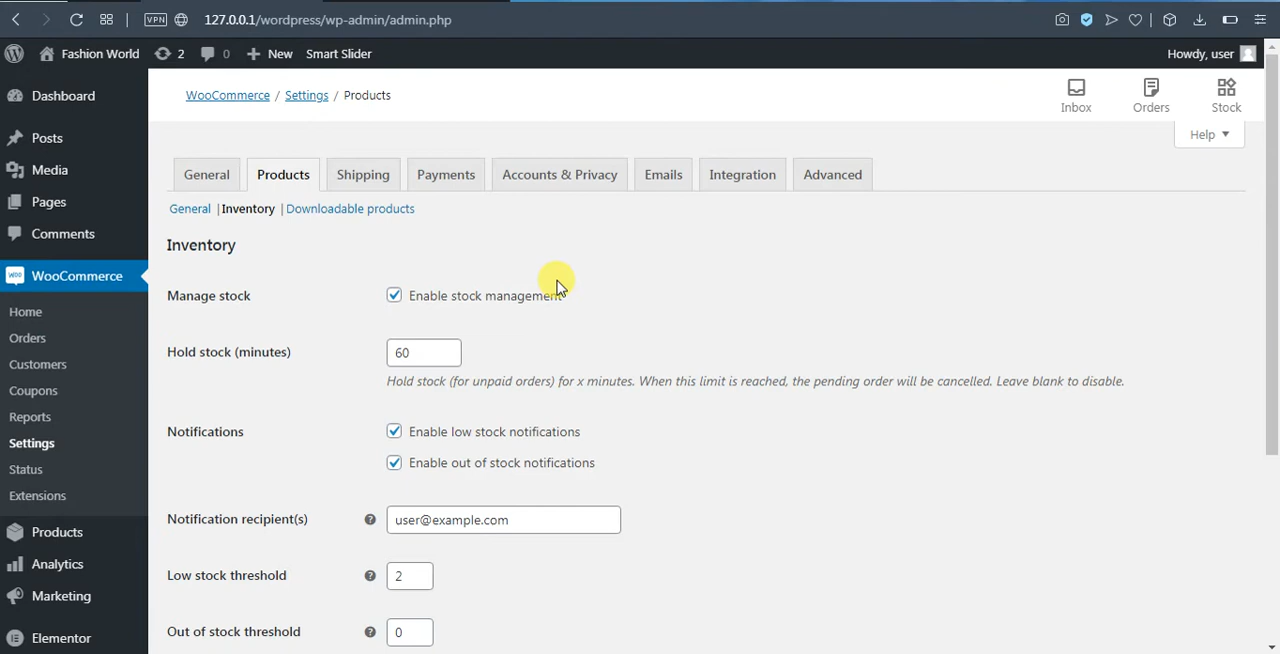 VPN 127.0.0.1/wordpress/wp-admin/admin.php
Fashion World 2 0 New Smart Slider Howdy, user
Dashboard
Posts
Media
Pages
Comments
WooCommerce
Home
Orders
Customers
Coupons
Reports
Settings
Status
Extensions
Products
Analytics
Marketing
Elementor
WooCommerce / Settings / Products
Inbox Orders Stock
Help
General Products Shipping Payments Accounts & Privacy Emails Integration Advanced
General | Inventory | Downloadable products
Inventory
Manage stock Enable stock management
Hold stock (minutes) 60
Hold stock (for unpaid orders) for x minutes. When this limit is reached, the pending order will be cancelled. Leave blank to disable.
Notifications Enable low stock notifications
Enable out of stock notifications
Notification recipient(s) user@example.com
Low stock threshold 2
Out of stock threshold 0